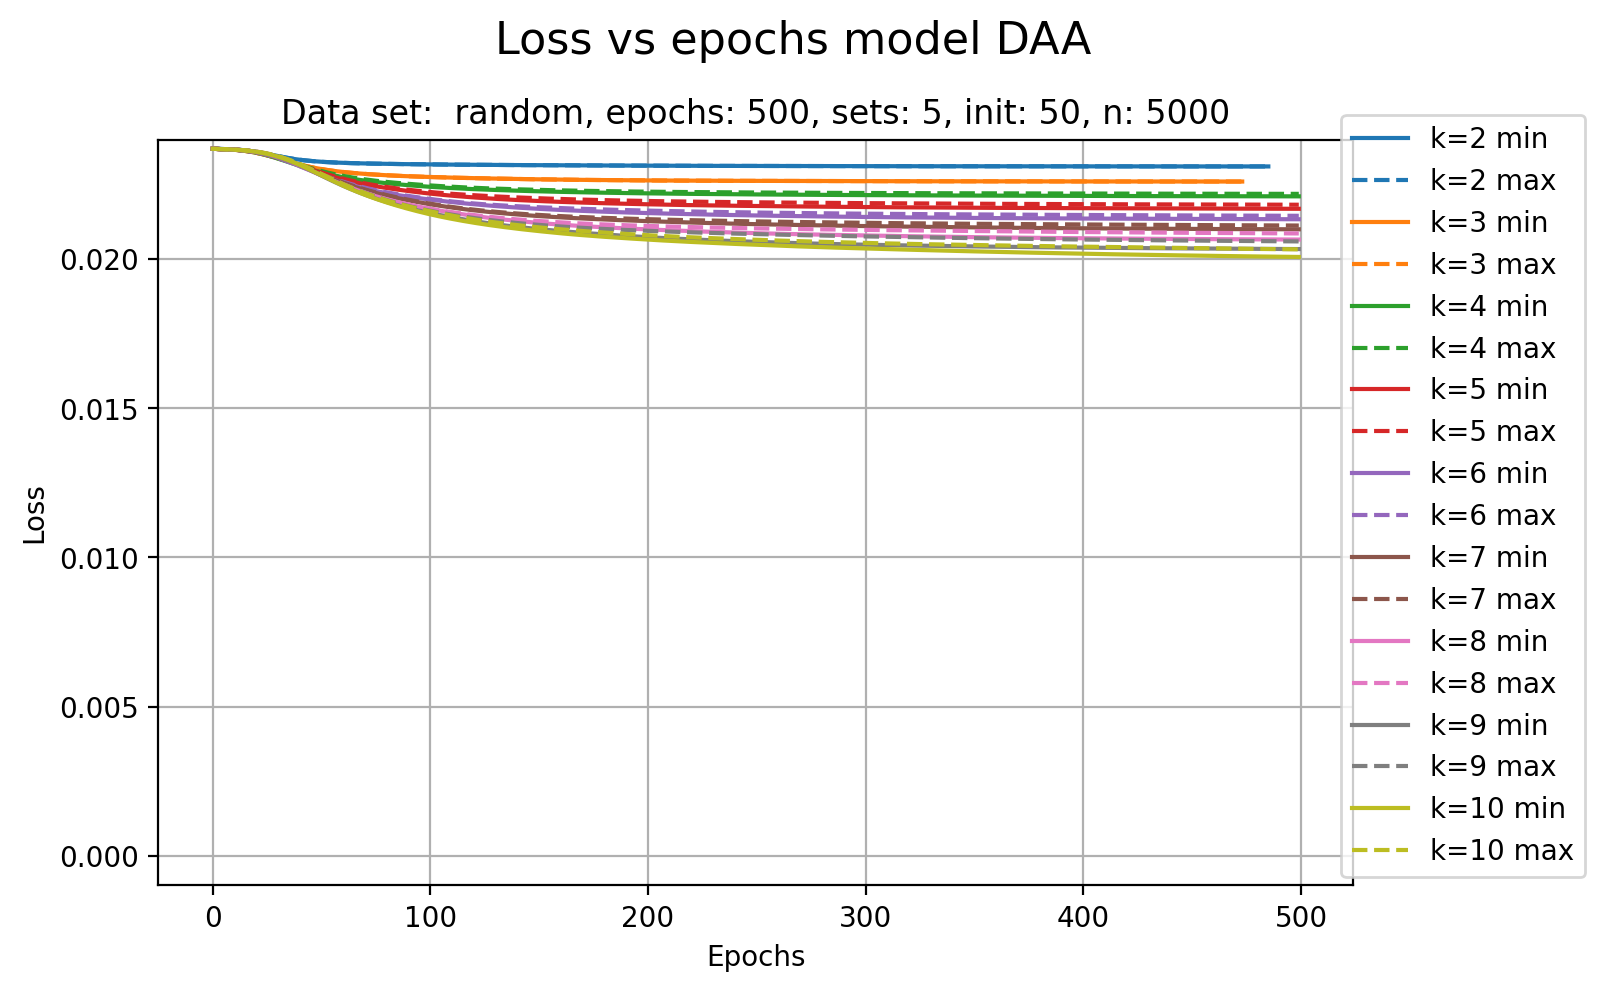 Loss vs epochs model DAA
Data set:  random, epochs: 500, sets: 5, init: 50, n: 5000
Loss
0.020
0.015
0.010
0.005
0.000
0 100 200 300 400 500
Epochs
k=2 min
k=2 max
k=3 min
k=3 max
k=4 min
k=4 max
k=5 min
k=5 max
k=6 min
k=6 max
k=7 min
k=7 max
k=8 min
k=8 max
k=9 min
k=9 max
k=10 min
k=10 max